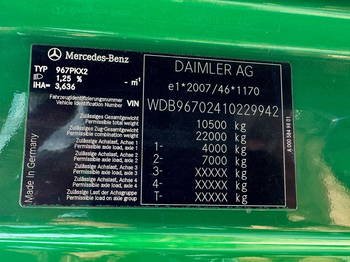 Mercedes-Benz
DAIMLER AG
TYP 967PKX2
1,25 % - m⁻¹
iHA= 3,636
e1*2007/46*1170
Fahrzeugidentifizierungsnummer
Vehicle Identification Number VIN
WDB96702410229942
Zulässiges Gesamtgewicht
Permissible total weight
10500 kg
Zulässiges Zug-Gesamtgewicht
Permissible combination weight
22000 kg
Zulässige Achslast, Achse 1
Permissible axle load, axle 1
1- 4000 kg
Zulässige Achslast, Achse 2
Permissible axle load, axle 2
2- 7000 kg
Zulässige Achslast, Achse 3
Permissible axle load, axle 3
3- XXXXX kg
Zulässige Achslast, Achse 4
Permissible axle load, axle 4
4- XXXXX kg
Zulässige Last der Achsgruppe
Permissible load on axle group
T- XXXXX kg
Made in Germany